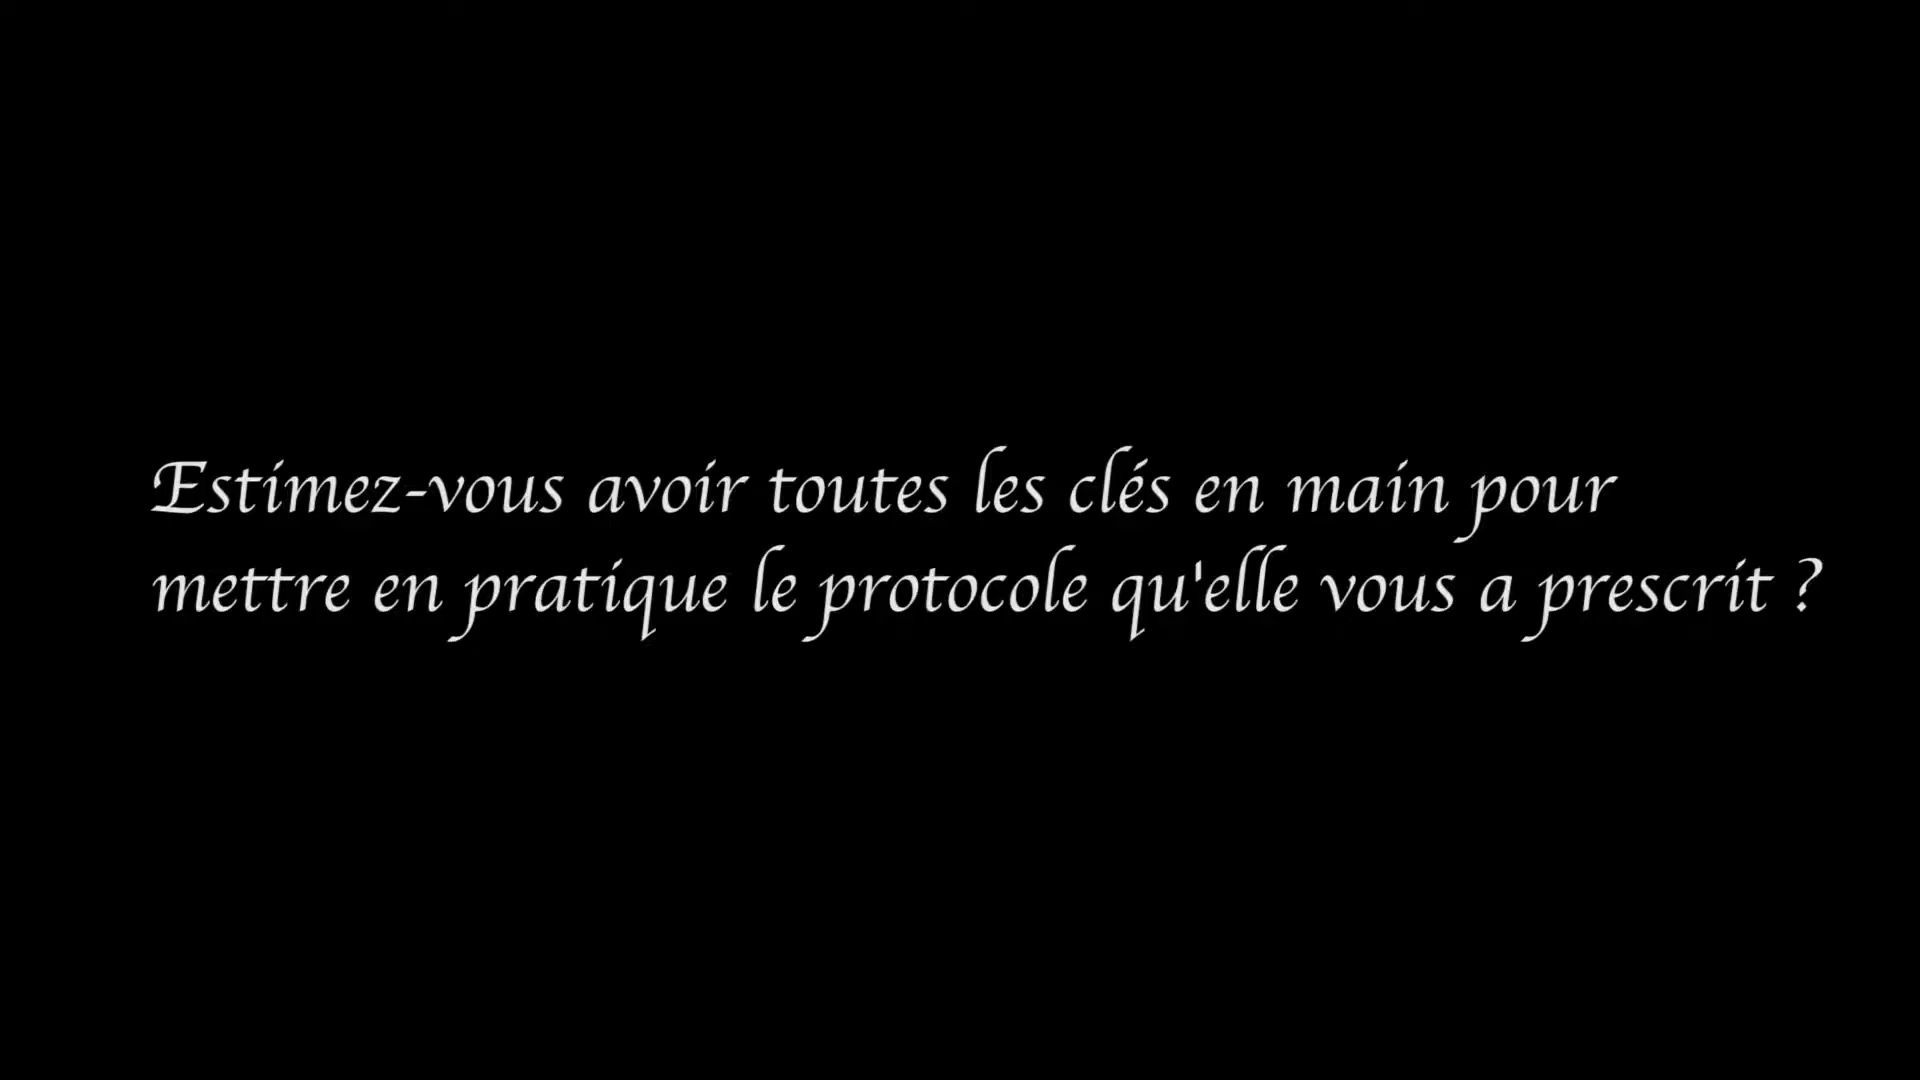 Estimez-vous avoir toutes les clés en main pour
mettre en pratique le protocole qu'elle vous a prescrit ?